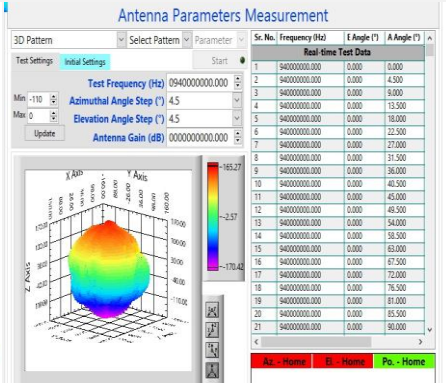 Antenna Parameters Measurement
3D Pattern Select Pattern Parameter
Test Settings Initial Settings Start
Test Frequency (Hz) 0940000000.000
Min -110 Azimuthal Angle Step (°) 4.5
Max 0 Elevation Angle Step (°) 4.5
Update Antenna Gain (dB) 0000000000.000
X Axis Y Axis
Z Axis
-165.27
-2.57
-170.42
Sr. No. Frequency (Hz) E Angle (°) A Angle (°)
Real-time Test Data
1 940000000.000 0.000 0.000
2 940000000.000 0.000 4.500
3 940000000.000 0.000 9.000
4 940000000.000 0.000 13.500
5 940000000.000 0.000 18.000
6 940000000.000 0.000 22.500
7 940000000.000 0.000 27.000
8 940000000.000 0.000 31.500
9 940000000.000 0.000 36.000
10 940000000.000 0.000 40.500
11 940000000.000 0.000 45.000
12 940000000.000 0.000 49.500
13 940000000.000 0.000 54.000
14 940000000.000 0.000 58.500
15 940000000.000 0.000 63.000
16 940000000.000 0.000 67.500
17 940000000.000 0.000 72.000
18 940000000.000 0.000 76.500
19 940000000.000 0.000 81.000
20 940000000.000 0.000 85.500
21 940000000.000 0.000 90.000
Az. - Home El. - Home Po. - Home